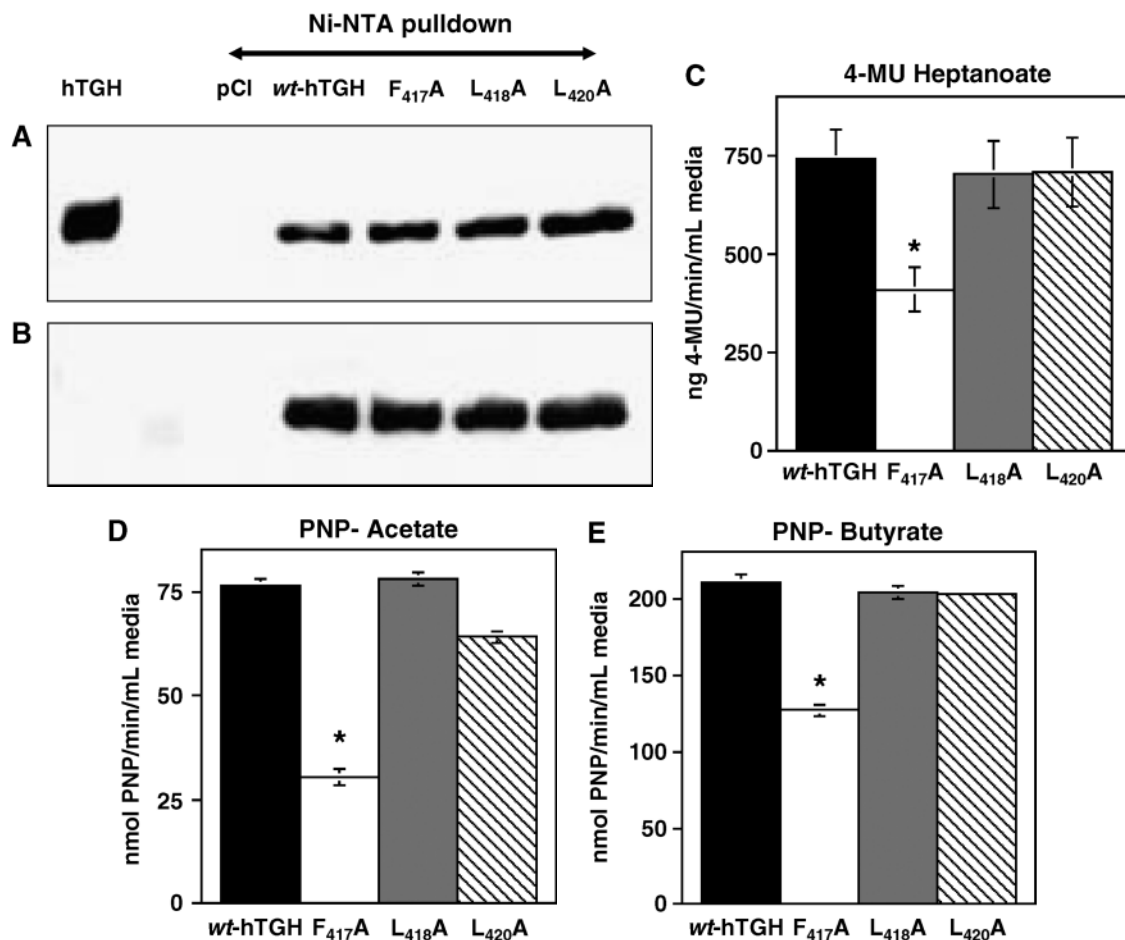 Ni-NTA pulldown
hTGH pCI wt-hTGH F417A L418A L420A
A
B
C 4-MU Heptanoate
ng 4-MU/min/mL media
750
500
250
0
*
wt-hTGH F417A L418A L420A
D PNP- Acetate
nmol PNP/min/mL media
75
50
25
0
*
wt-hTGH F417A L418A L420A
E PNP- Butyrate
nmol PNP/min/mL media
200
150
100
50
0
*
wt-hTGH F417A L418A L420A